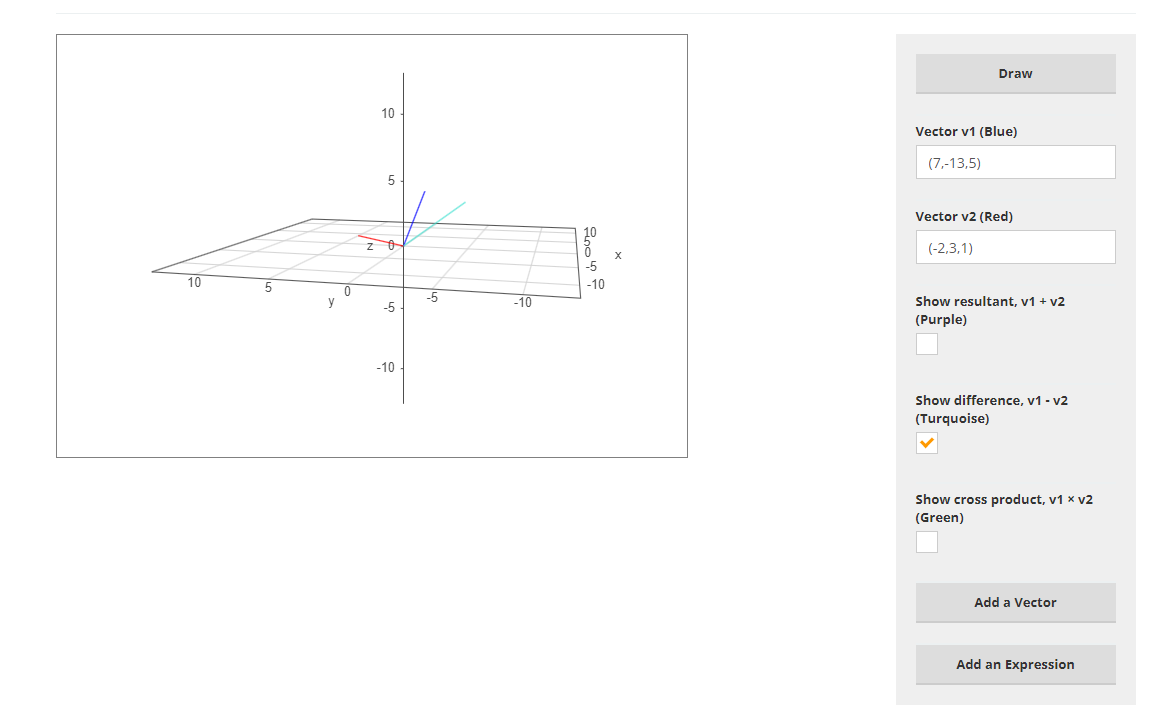 10
5
z 0
-5
-10
10
5
0
-5
-10
y
10
5
0
-5
-10
x
Draw
Vector v1 (Blue)
(7,-13,5)
Vector v2 (Red)
(-2,3,1)
Show resultant, v1 + v2
(Purple)
Show difference, v1 - v2
(Turquoise)
Show cross product, v1 × v2
(Green)
Add a Vector
Add an Expression